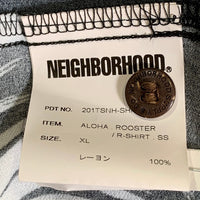 NEIGHBORHOOD®
PDT NO. 201TSNH-SH
ITEM. ALOHA ROOSTER
/R-SHIRT. SS
SIZE. XL
レーヨン 100%